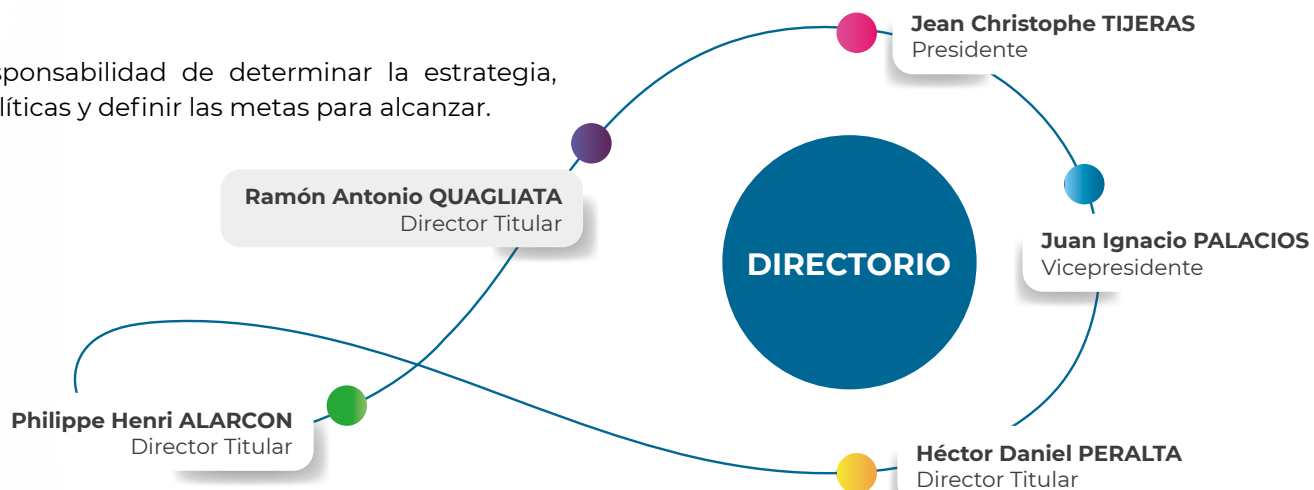 Jean Christophe TIJERAS
Presidente
sponsabilidad de determinar la estrategia,
líticas y definir las metas para alcanzar.
Ramón Antonio QUAGLIATA
Director Titular
DIRECTORIO
Juan Ignacio PALACIOS
Vicepresidente
Philippe Henri ALARCON
Director Titular
Héctor Daniel PERALTA
Director Titular